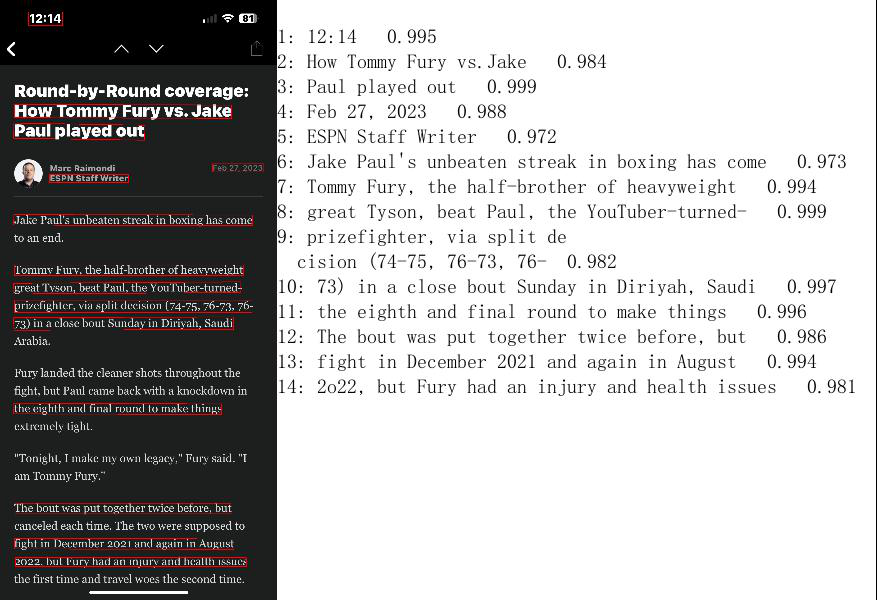 12:14
81
Round-by-Round coverage:
How Tommy Fury vs. Jake
Paul played out
Marc Raimondi
ESPN Staff Writer
Feb 27, 2023
Jake Paul's unbeaten streak in boxing has come
to an end.
Tommy Fury, the half-brother of heavyweight
great Tyson, beat Paul, the YouTuber-turned-
prizefighter, via split decision (74-75, 76-73, 76-
73) in a close bout Sunday in Diriyah, Saudi
Arabia.
Fury landed the cleaner shots throughout the
fight, but Paul came back with a knockdown in
the eighth and final round to make things
extremely tight.
"Tonight, I make my own legacy," Fury said. "I
am Tommy Fury."
The bout was put together twice before, but
canceled each time. The two were supposed to
fight in December 2021 and again in August
2022, but Fury had an injury and health issues
the first time and travel woes the second time.
1: 12:14 0.995
2: How Tommy Fury vs.Jake 0.984
3: Paul played out 0.999
4: Feb 27, 2023 0.988
5: ESPN Staff Writer 0.972
6: Jake Paul's unbeaten streak in boxing has come 0.973
7: Tommy Fury, the half-brother of heavyweight 0.994
8: great Tyson, beat Paul, the YouTuber-turned- 0.999
9: prizefighter, via split de
cision (74-75, 76-73, 76- 0.982
10: 73) in a close bout Sunday in Diriyah, Saudi 0.997
11: the eighth and final round to make things 0.996
12: The bout was put together twice before, but 0.986
13: fight in December 2021 and again in August 0.994
14: 2o22, but Fury had an injury and health issues 0.981